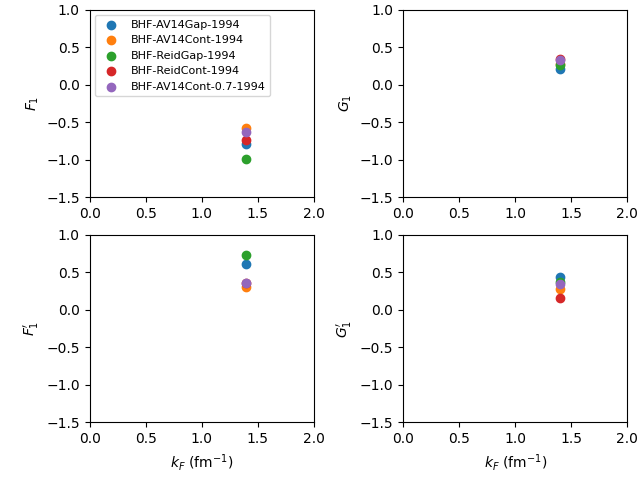 1.0
0.5
0.0
−0.5
−1.0
−1.5
F₁
BHF-AV14Gap-1994
BHF-AV14Cont-1994
BHF-ReidGap-1994
BHF-ReidCont-1994
BHF-AV14Cont-0.7-1994
0.0 0.5 1.0 1.5 2.0
1.0
0.5
0.0
−0.5
−1.0
−1.5
G₁
0.0 0.5 1.0 1.5 2.0
1.0
0.5
0.0
−0.5
−1.0
−1.5
F′₁
0.0 0.5 1.0 1.5 2.0
k_F (fm⁻¹)
1.0
0.5
0.0
−0.5
−1.0
−1.5
G′₁
0.0 0.5 1.0 1.5 2.0
k_F (fm⁻¹)